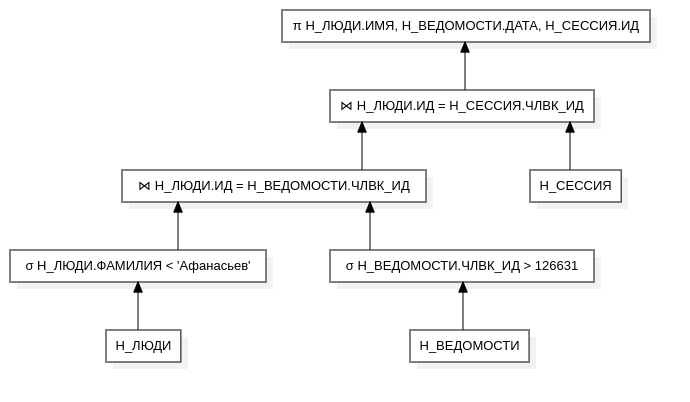 π Н_ЛЮДИ.ИМЯ, Н_ВЕДОМОСТИ.ДАТА, Н_СЕССИЯ.ИД
⋈ Н_ЛЮДИ.ИД = Н_СЕССИЯ.ЧЛВК_ИД
⋈ Н_ЛЮДИ.ИД = Н_ВЕДОМОСТИ.ЧЛВК_ИД
Н_СЕССИЯ
σ Н_ЛЮДИ.ФАМИЛИЯ < 'Афанасьев'
σ Н_ВЕДОМОСТИ.ЧЛВК_ИД > 126631
Н_ЛЮДИ
Н_ВЕДОМОСТИ